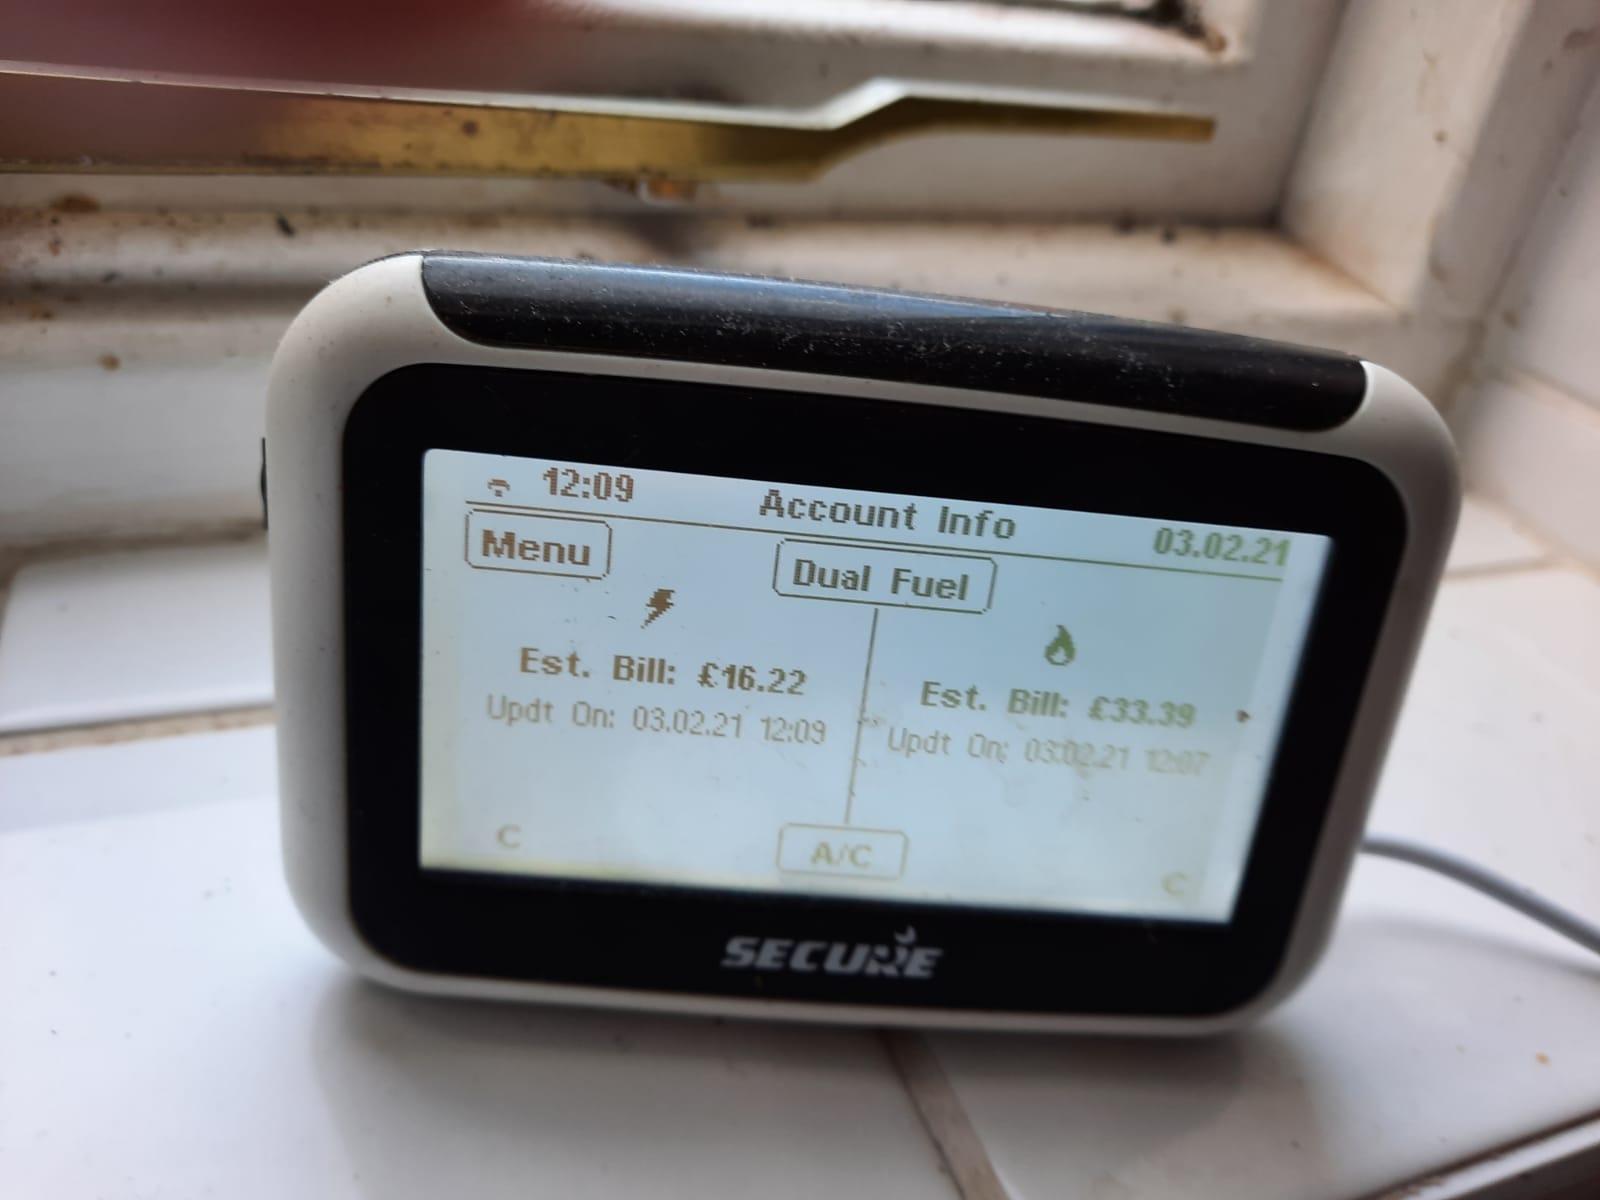 12:09 Account Info 03.02.21
Menu
Dual Fuel
Est. Bill: £16.22
Updt On: 03.02.21 12:09
Est. Bill: £33.39
Updt On: 03.02.21 12:07
C
A/C
C
SECURE